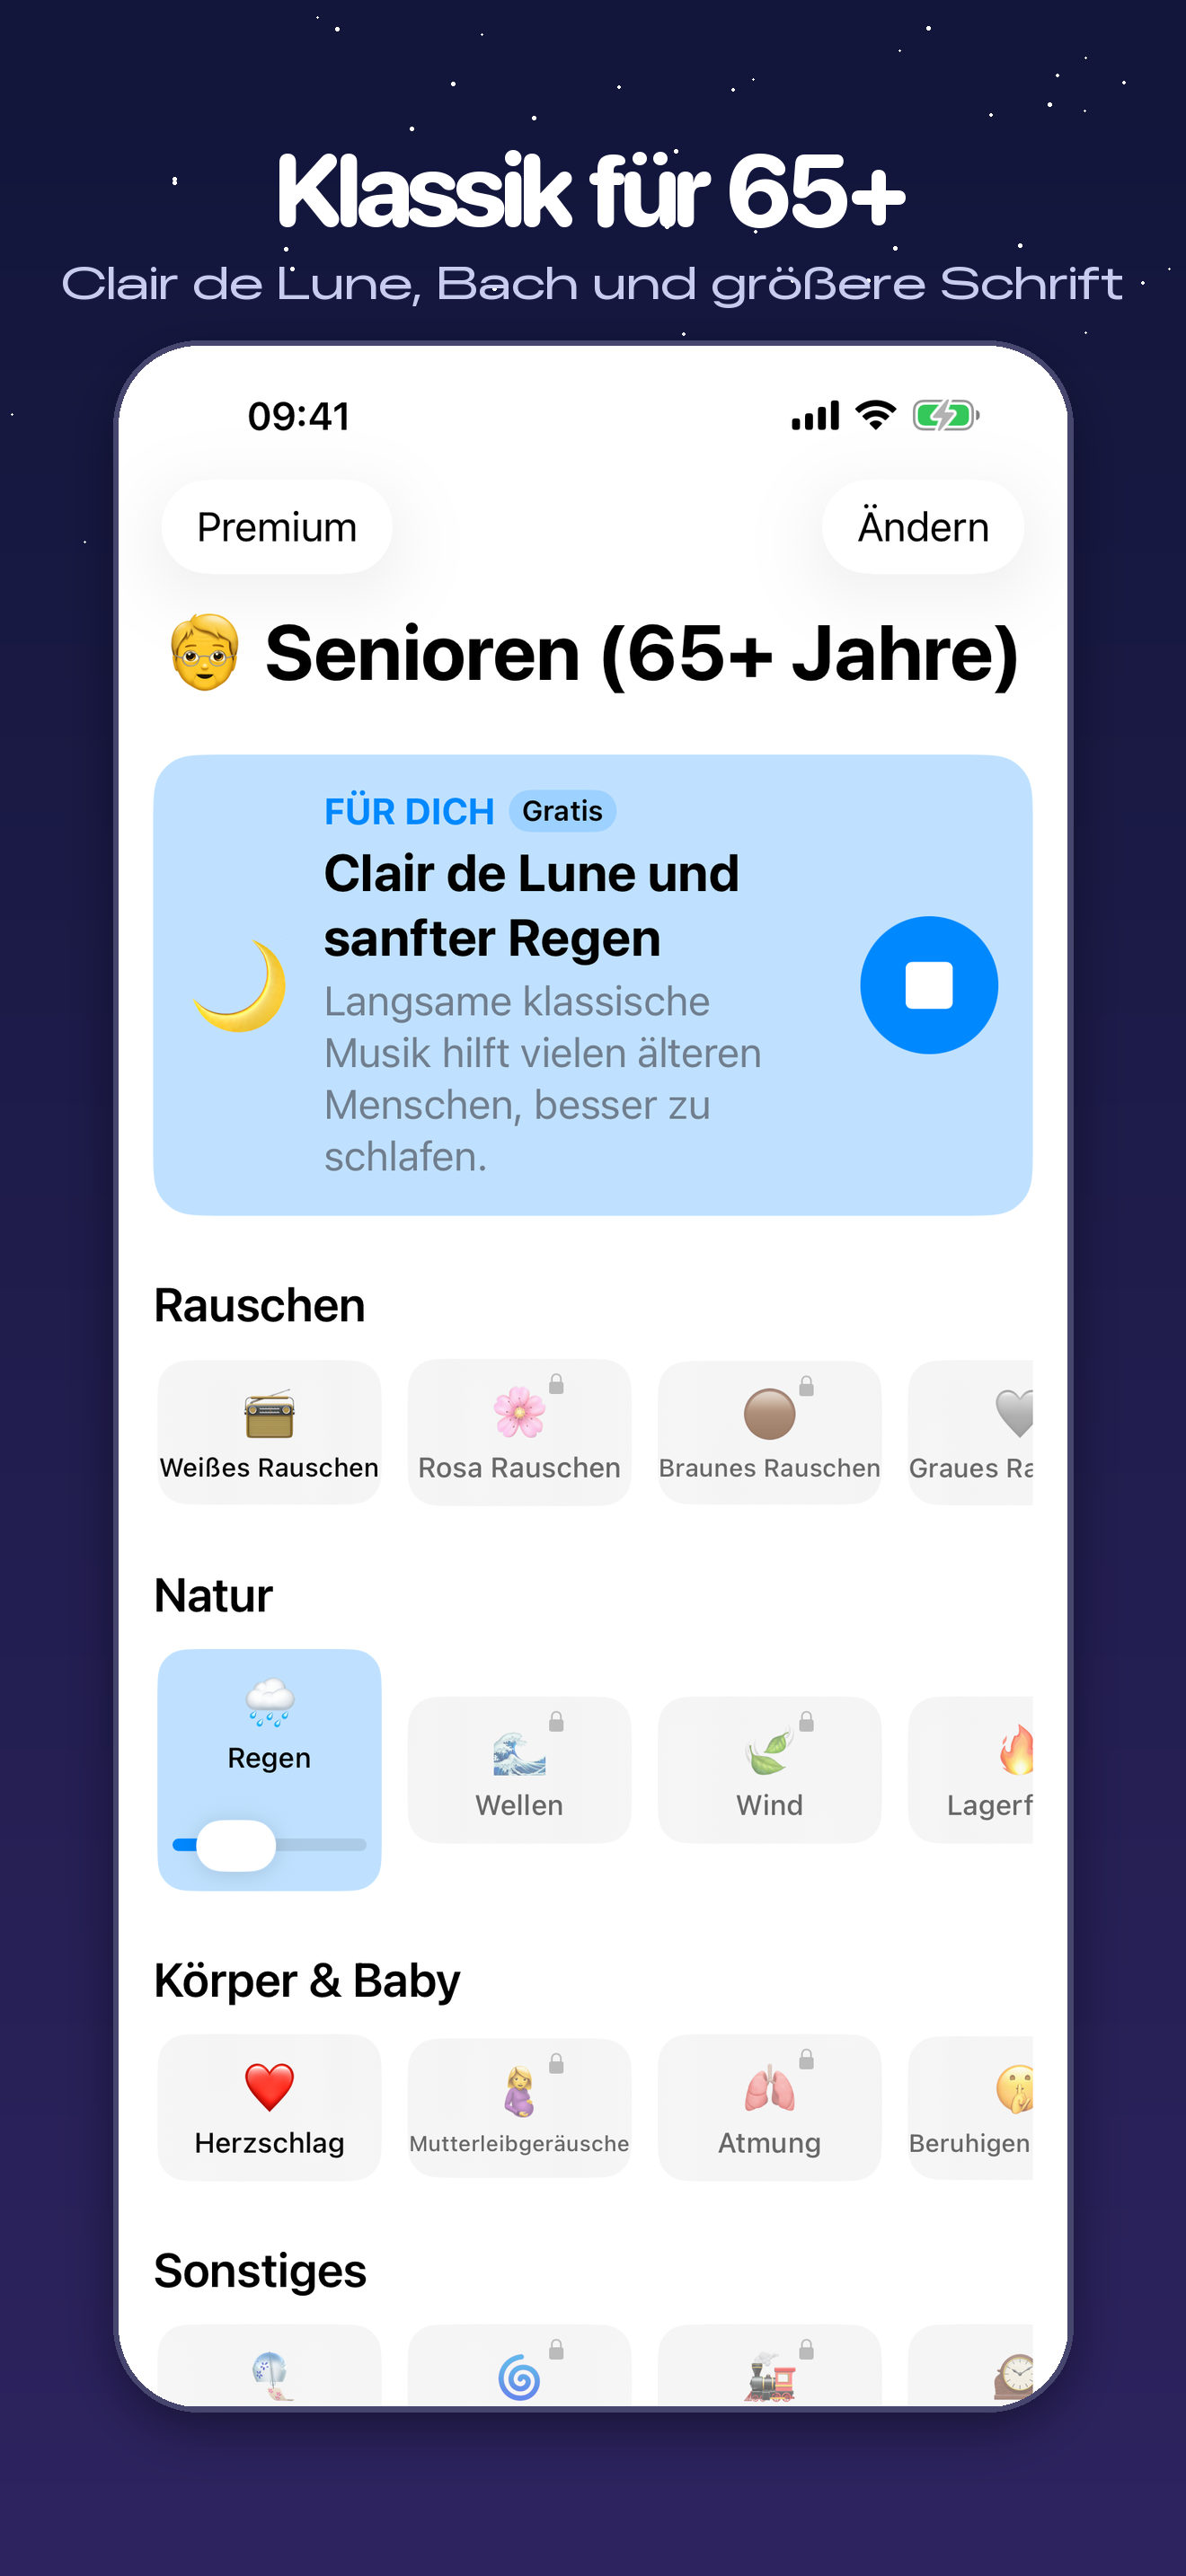 Klassik für 65+
Clair de Lune, Bach und größere Schrift
09:41
Premium
Ändern
Senioren (65+ Jahre)
FÜR DICH Gratis
Clair de Lune und
sanfter Regen
Langsame klassische
Musik hilft vielen älteren
Menschen, besser zu
schlafen.
Rauschen
Weißes Rauschen
Rosa Rauschen
Braunes Rauschen
Graues Ra
Natur
Regen
Wellen
Wind
Lagerf
Körper & Baby
Herzschlag
Mutterleibgeräusche
Atmung
Beruhigen
Sonstiges